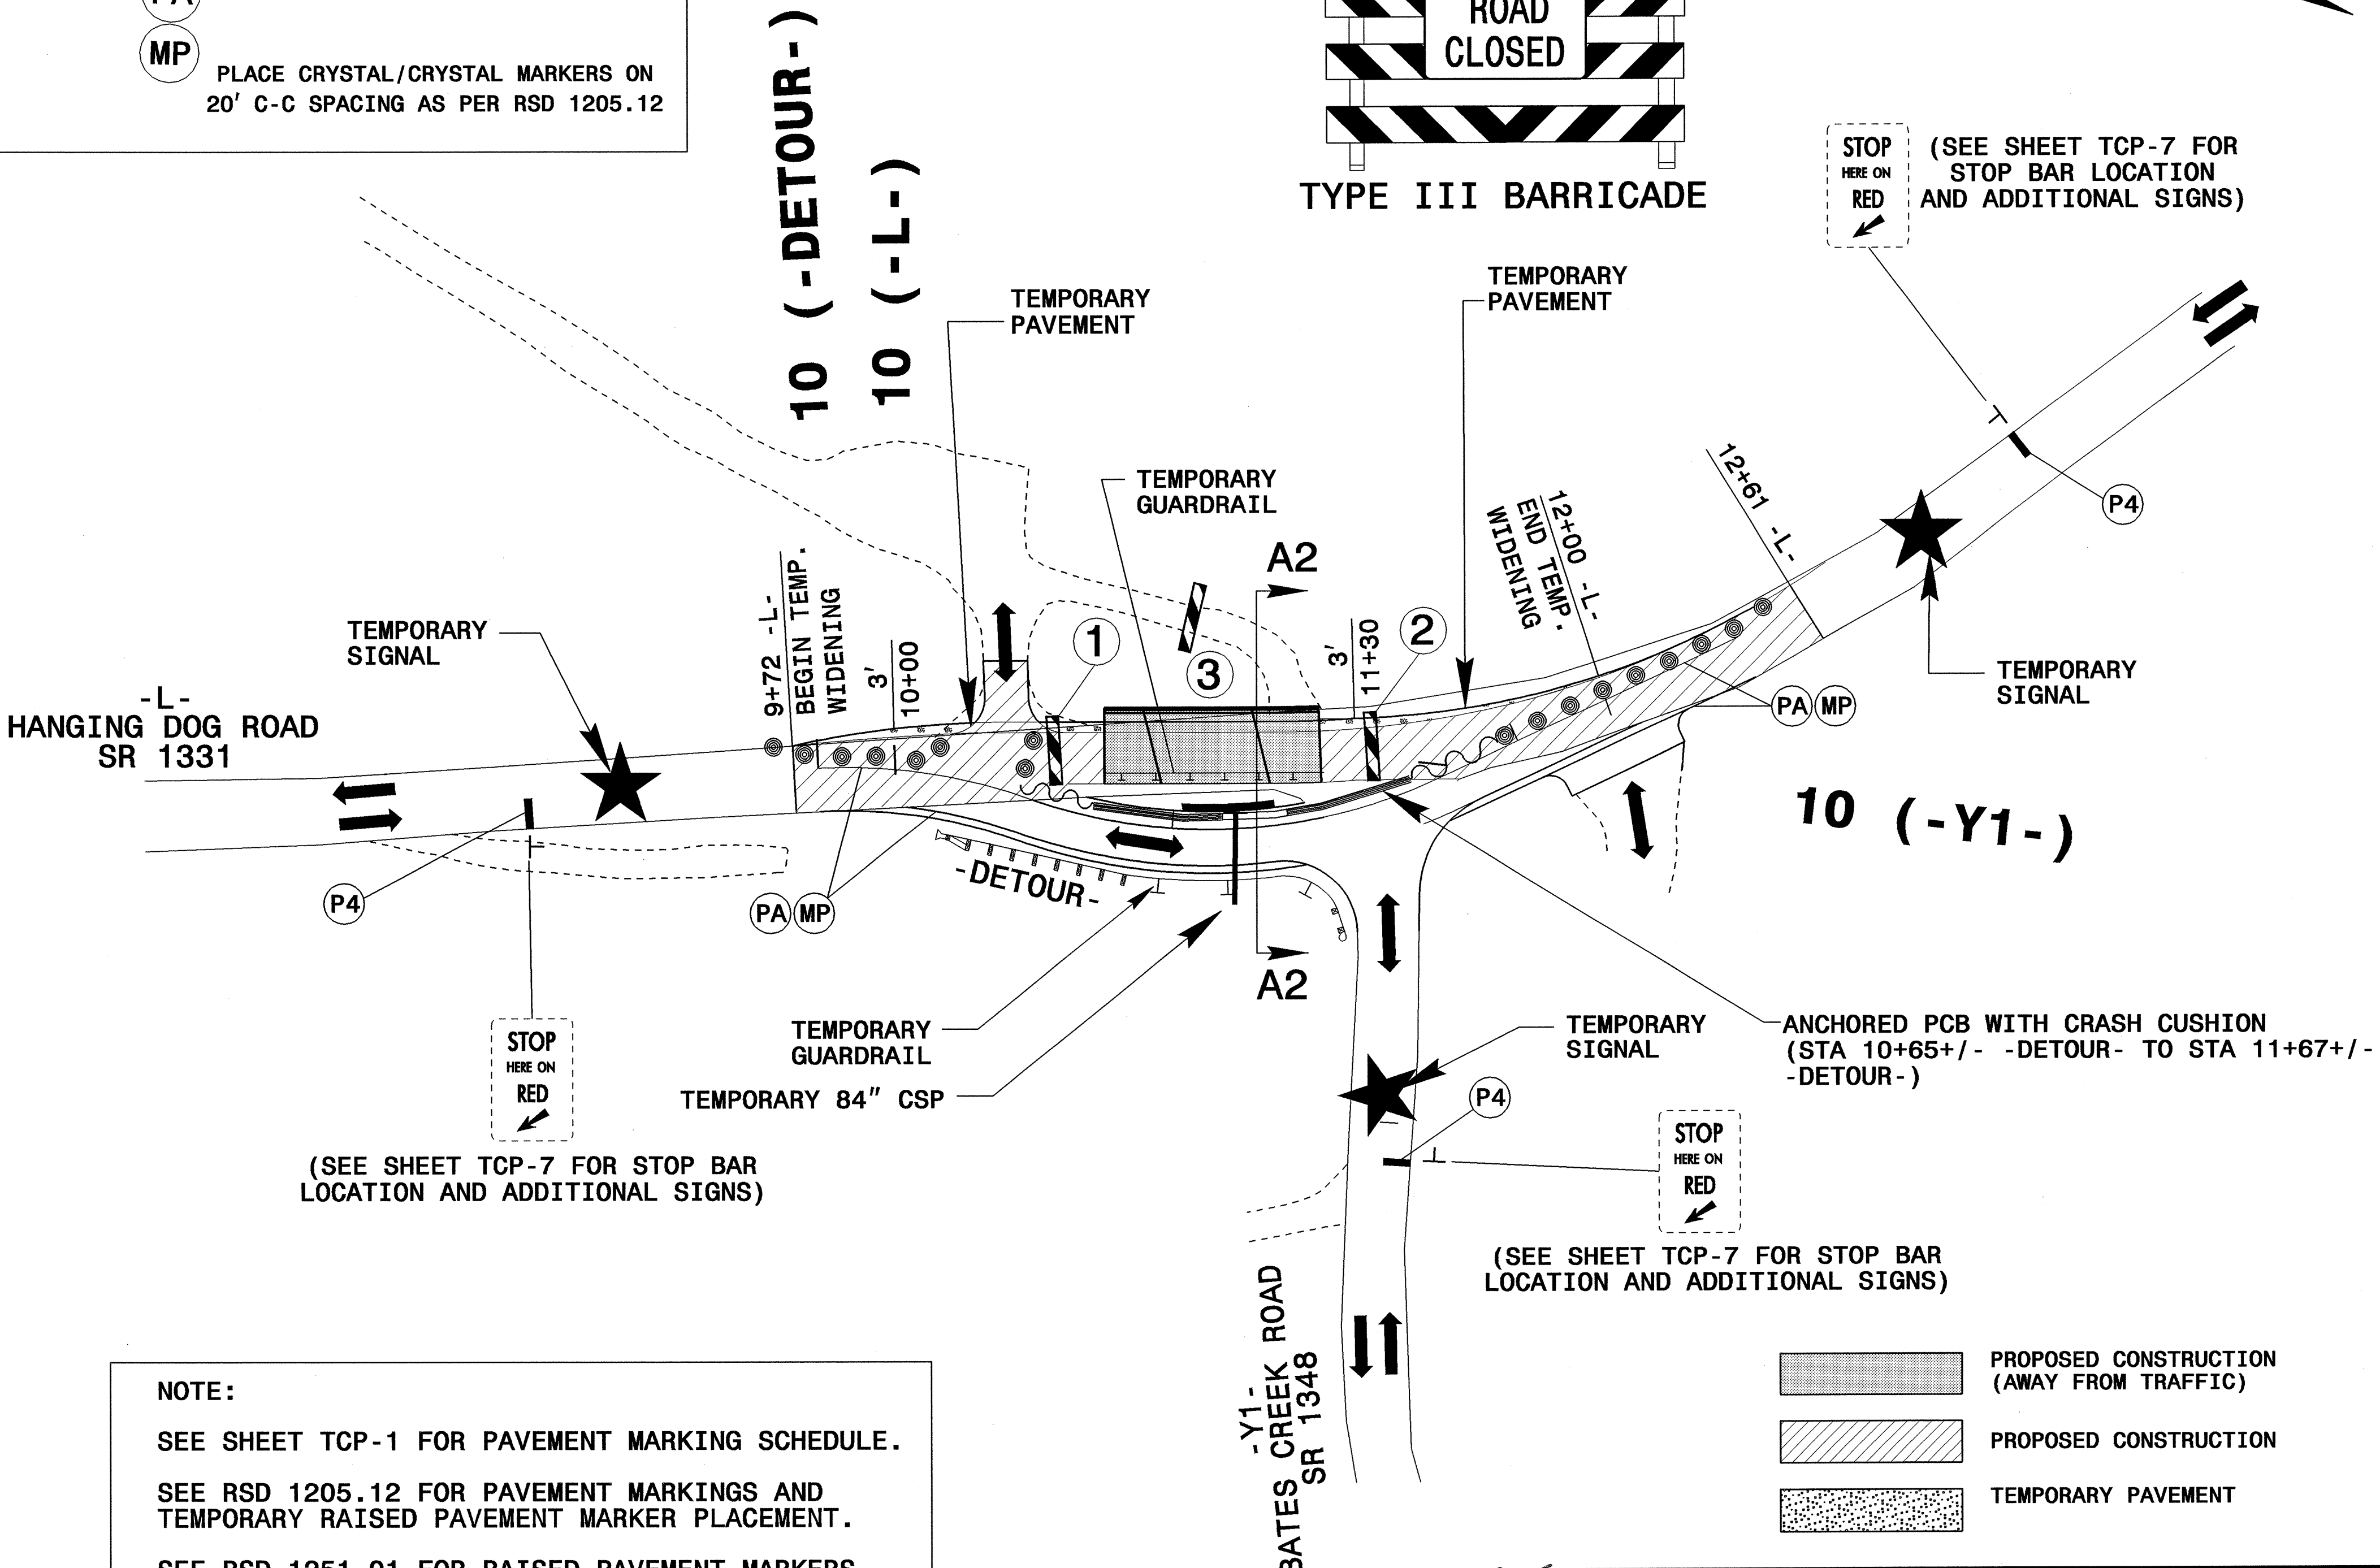 MP
PLACE CRYSTAL/CRYSTAL MARKERS ON
20' C-C SPACING AS PER RSD 1205.12
10 (-DETOUR-)
10 (-L-)
ROAD
CLOSED
TYPE III BARRICADE
STOP
HERE ON
RED
(SEE SHEET TCP-7 FOR
STOP BAR LOCATION
AND ADDITIONAL SIGNS)
TEMPORARY
PAVEMENT
TEMPORARY
PAVEMENT
TEMPORARY
GUARDRAIL
A2
12+61 -L-
12+00 -L-
END TEMP.
WIDENING
P4
TEMPORARY
SIGNAL
9+72 -L-
BEGIN TEMP.
WIDENING
3'
10+00
1
3
3'
11+30
2
TEMPORARY
SIGNAL
PA MP
-L-
HANGING DOG ROAD
SR 1331
10 (-Y1-)
P4
PA MP
-DETOUR-
A2
TEMPORARY
GUARDRAIL
TEMPORARY 84" CSP
TEMPORARY
SIGNAL
ANCHORED PCB WITH CRASH CUSHION
(STA 10+65+/- -DETOUR- TO STA 11+67+/-
-DETOUR-)
STOP
HERE ON
RED
(SEE SHEET TCP-7 FOR STOP BAR
LOCATION AND ADDITIONAL SIGNS)
P4
STOP
HERE ON
RED
(SEE SHEET TCP-7 FOR STOP BAR
LOCATION AND ADDITIONAL SIGNS)
-Y1-
BATES CREEK ROAD
SR 1348
PROPOSED CONSTRUCTION
(AWAY FROM TRAFFIC)
PROPOSED CONSTRUCTION
TEMPORARY PAVEMENT
NOTE:
SEE SHEET TCP-1 FOR PAVEMENT MARKING SCHEDULE.
SEE RSD 1205.12 FOR PAVEMENT MARKINGS AND
TEMPORARY RAISED PAVEMENT MARKER PLACEMENT.
SEE RSD 1251.01 FOR RAISED PAVEMENT MARKERS